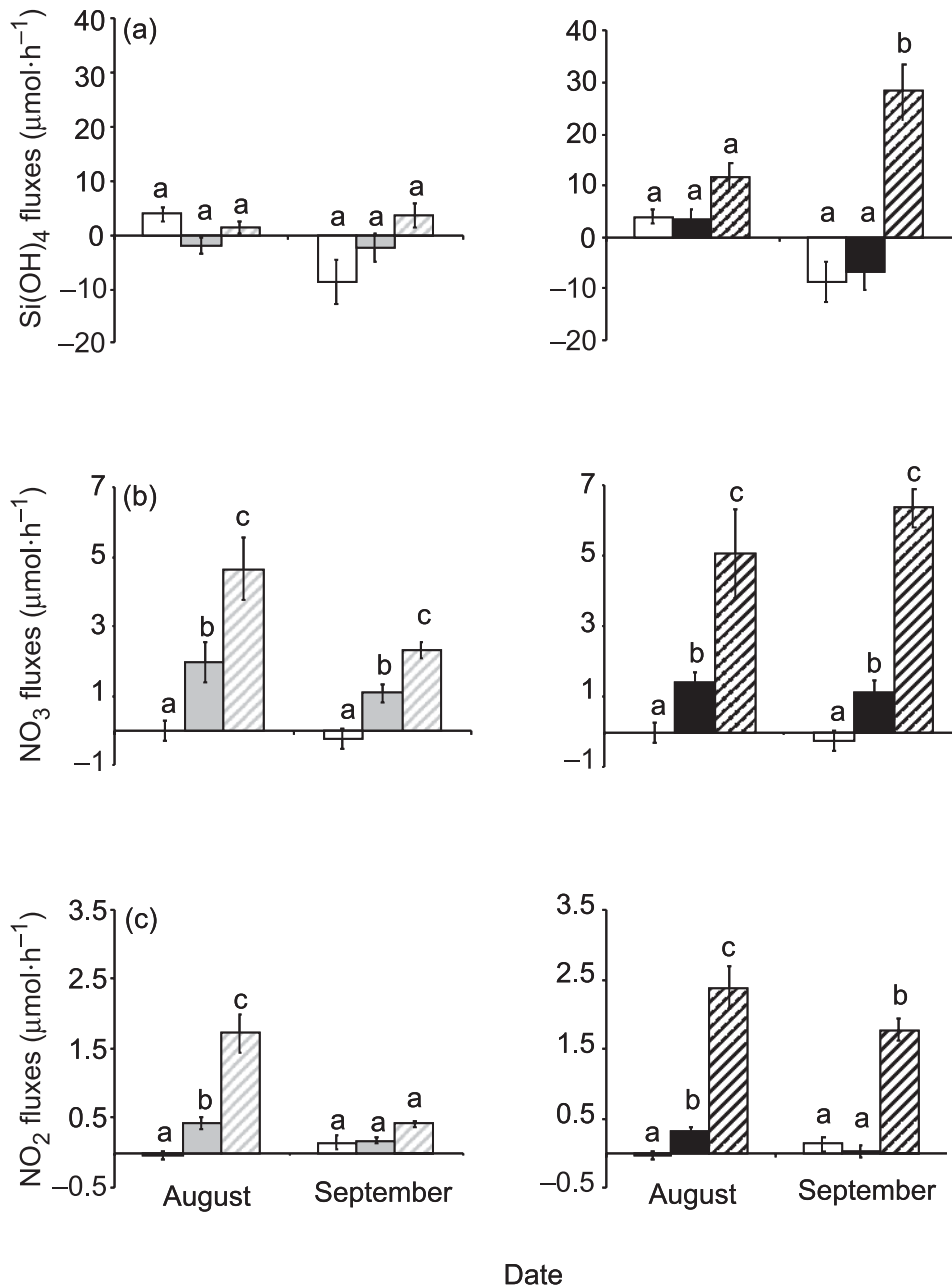 (a)
Si(OH)4 fluxes (μmol·h−1)
40
30
20
10
0
−10
−20
a
a
a
a
a
a
40
30
20
10
0
−10
−20
a
a
a
a
a
b
(b)
NO3 fluxes (μmol·h−1)
7
5
3
1
−1
a
b
c
a
b
c
7
5
3
1
−1
a
b
c
a
b
c
(c)
NO2 fluxes (μmol·h−1)
3.5
2.5
1.5
0.5
−0.5
a
b
c
a
a
a
August
September
3.5
2.5
1.5
0.5
−0.5
a
b
c
a
a
b
August
September
Date